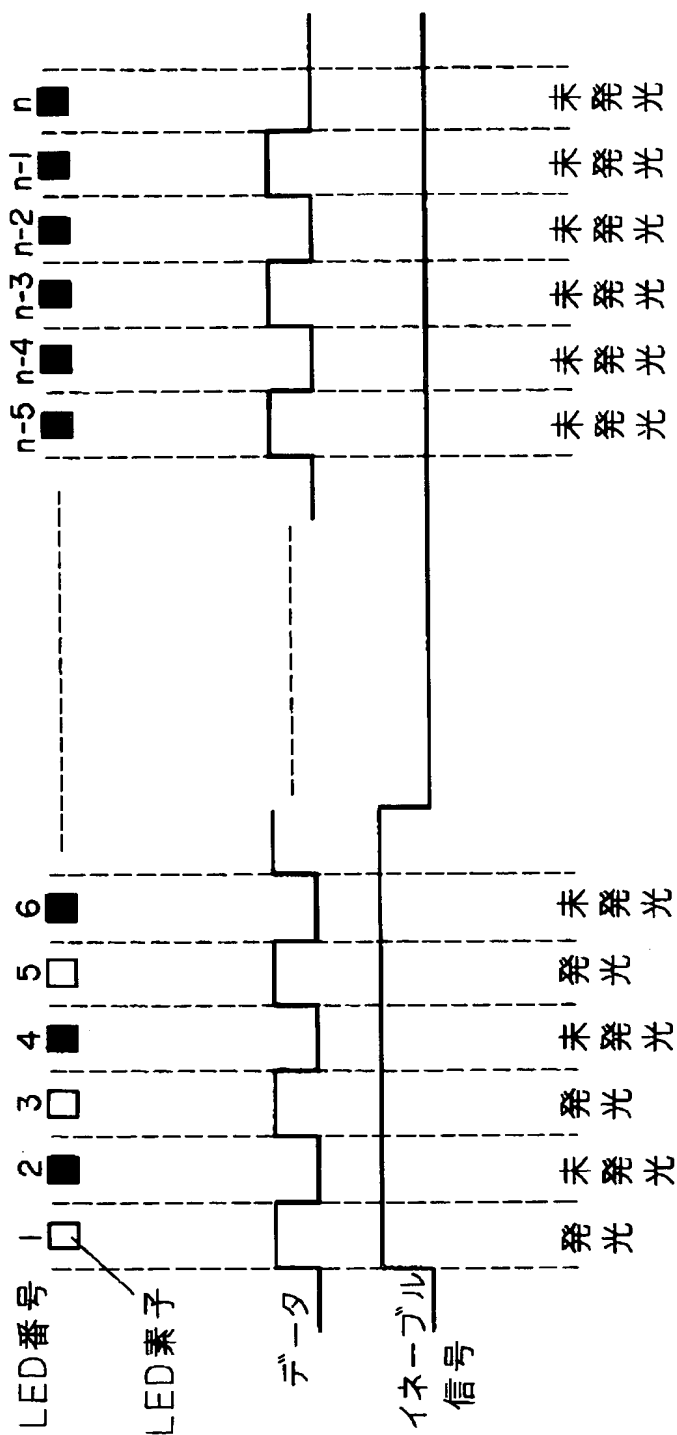 LED番号
1 2 3 4 5 6 n-5 n-4 n-3 n-2 n-1 n
LED素子
データ
イネーブル
信号
発光 未発光 発光 未発光 発光 未発光 未発光 未発光 未発光 未発光 未発光 未発光